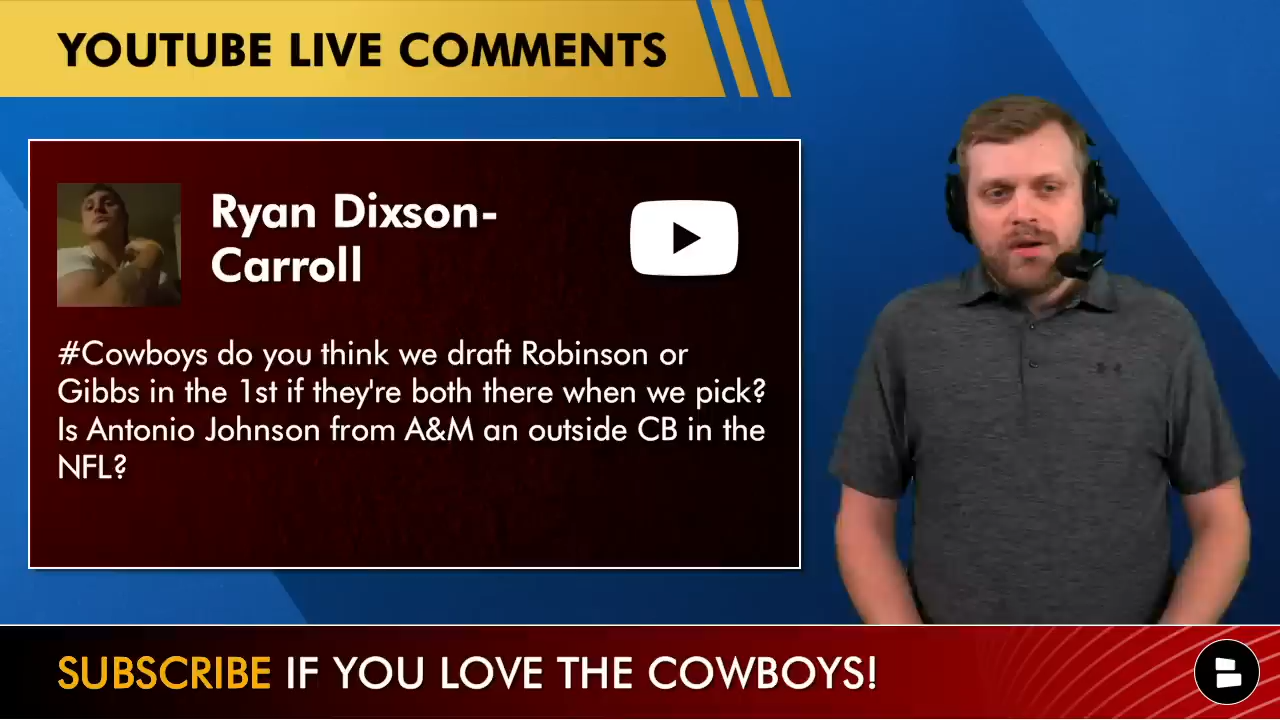 YOUTUBE LIVE COMMENTS
Ryan Dixson-
Carroll
#Cowboys do you think we draft Robinson or
Gibbs in the 1st if they're both there when we pick?
Is Antonio Johnson from A&M an outside CB in the
NFL?
SUBSCRIBE IF YOU LOVE THE COWBOYS!